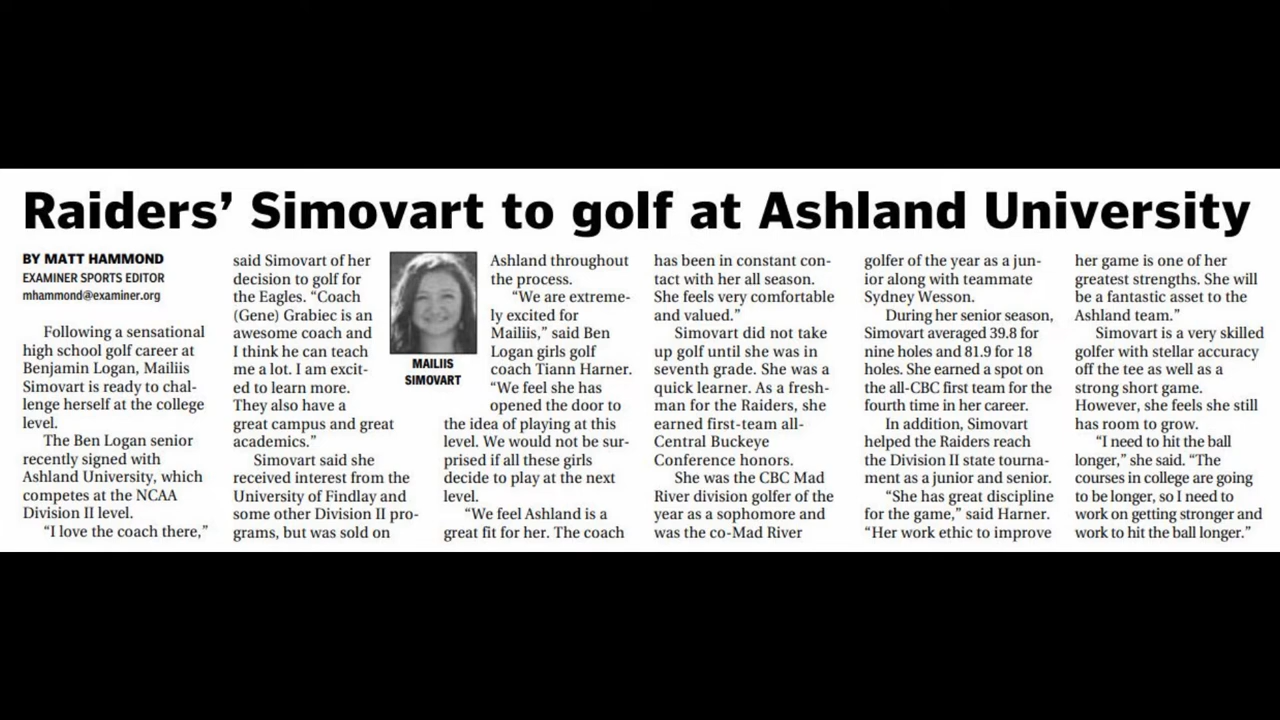 Raiders’ Simovart to golf at Ashland University
BY MATT HAMMOND
EXAMINER SPORTS EDITOR
mhammond@examiner.org
Following a sensational
high school golf career at
Benjamin Logan, Mailiis
Simovart is ready to chal-
lenge herself at the college
level.
The Ben Logan senior
recently signed with
Ashland University, which
competes at the NCAA
Division II level.
“I love the coach there,”
said Simovart of her
decision to golf for
the Eagles. “Coach
(Gene) Grabiec is an
awesome coach and
I think he can teach
me a lot. I am excit-
ed to learn more.
They also have a
great campus and great
academics.”
Simovart said she
received interest from the
University of Findlay and
some other Division II pro-
grams, but was sold on
MAILIIS
SIMOVART
Ashland throughout
the process.
“We are extreme-
ly excited for
Mailiis,” said Ben
Logan girls golf
coach Tiann Harner.
“We feel she has
opened the door to
the idea of playing at this
level. We would not be sur-
prised if all these girls
decide to play at the next
level.
“We feel Ashland is a
great fit for her. The coach
has been in constant con-
tact with her all season.
She feels very comfortable
and valued.”
Simovart did not take
up golf until she was in
seventh grade. She was a
quick learner. As a fresh-
man for the Raiders, she
earned first-team all-
Central Buckeye
Conference honors.
She was the CBC Mad
River division golfer of the
year as a sophomore and
was the co-Mad River
golfer of the year as a jun-
ior along with teammate
Sydney Wesson.
During her senior season,
Simovart averaged 39.8 for
nine holes and 81.9 for 18
holes. She earned a spot on
the all-CBC first team for the
fourth time in her career.
In addition, Simovart
helped the Raiders reach
the Division II state tourna-
ment as a junior and senior.
“She has great discipline
for the game,” said Harner.
“Her work ethic to improve
her game is one of her
greatest strengths. She will
be a fantastic asset to the
Ashland team.”
Simovart is a very skilled
golfer with stellar accuracy
off the tee as well as a
strong short game.
However, she feels she still
has room to grow.
“I need to hit the ball
longer,” she said. “The
courses in college are going
to be longer, so I need to
work on getting stronger and
work to hit the ball longer.”